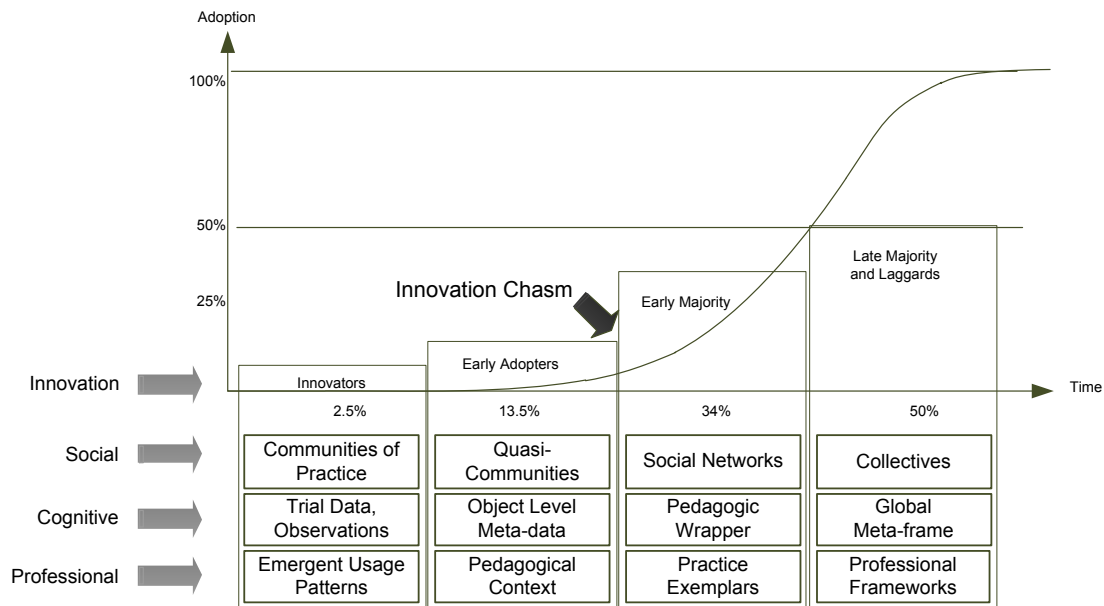 Adoption
100%
50%
Late Majority
and Laggards
Innovation Chasm
25%
Early Majority
Early Adopters
Innovation
Innovators
Time
2.5%
13.5%
34%
50%
Social
Communities of
Practice
Quasi-
Communities
Social Networks
Collectives
Cognitive
Trial Data,
Observations
Object Level
Meta-data
Pedagogic
Wrapper
Global
Meta-frame
Professional
Emergent Usage
Patterns
Pedagogical
Context
Practice
Exemplars
Professional
Frameworks